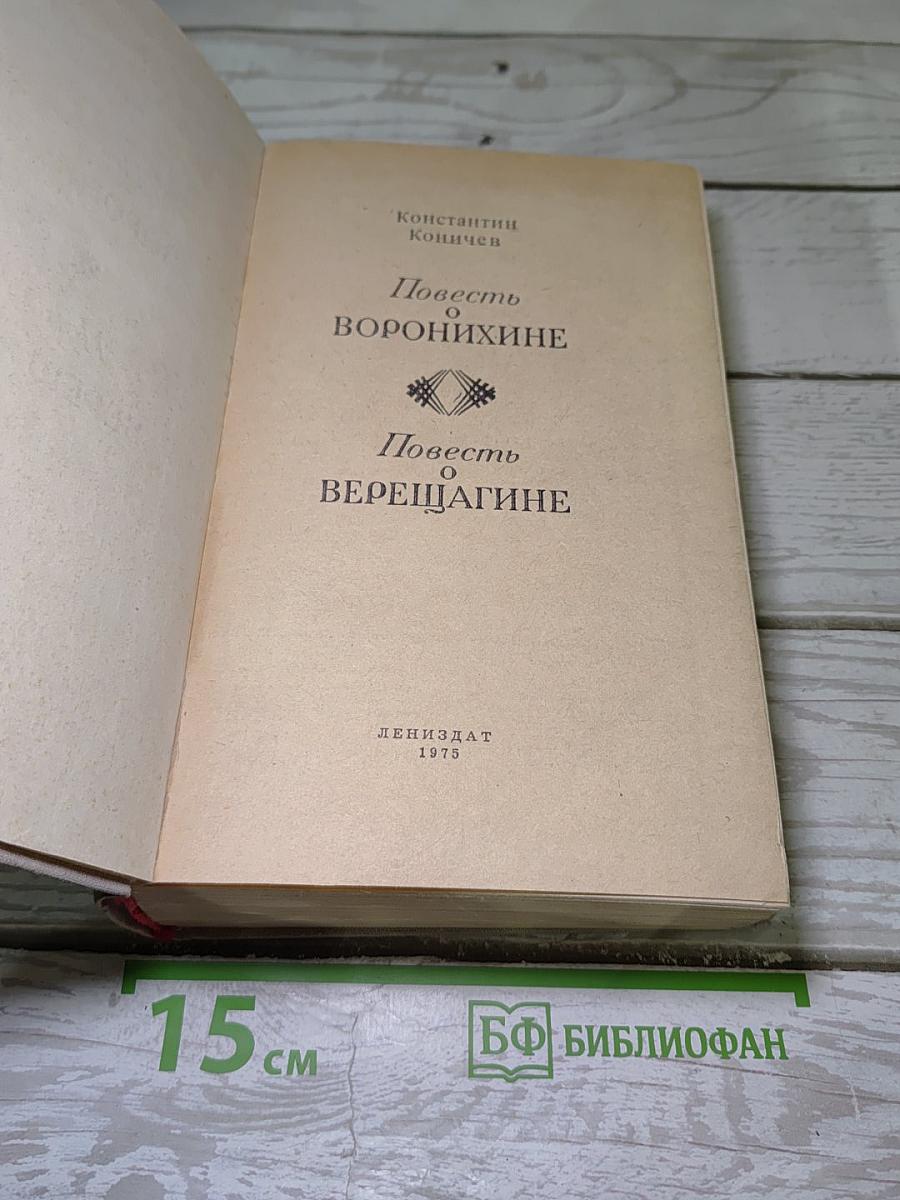 Константин
Коничев
Повесть
о
ВОРОНИХИНЕ
Повесть
о
ВЕРЕЩАГИНЕ
ЛЕНИЗДАТ
1975
15 см
БФ БИБЛИОФАН